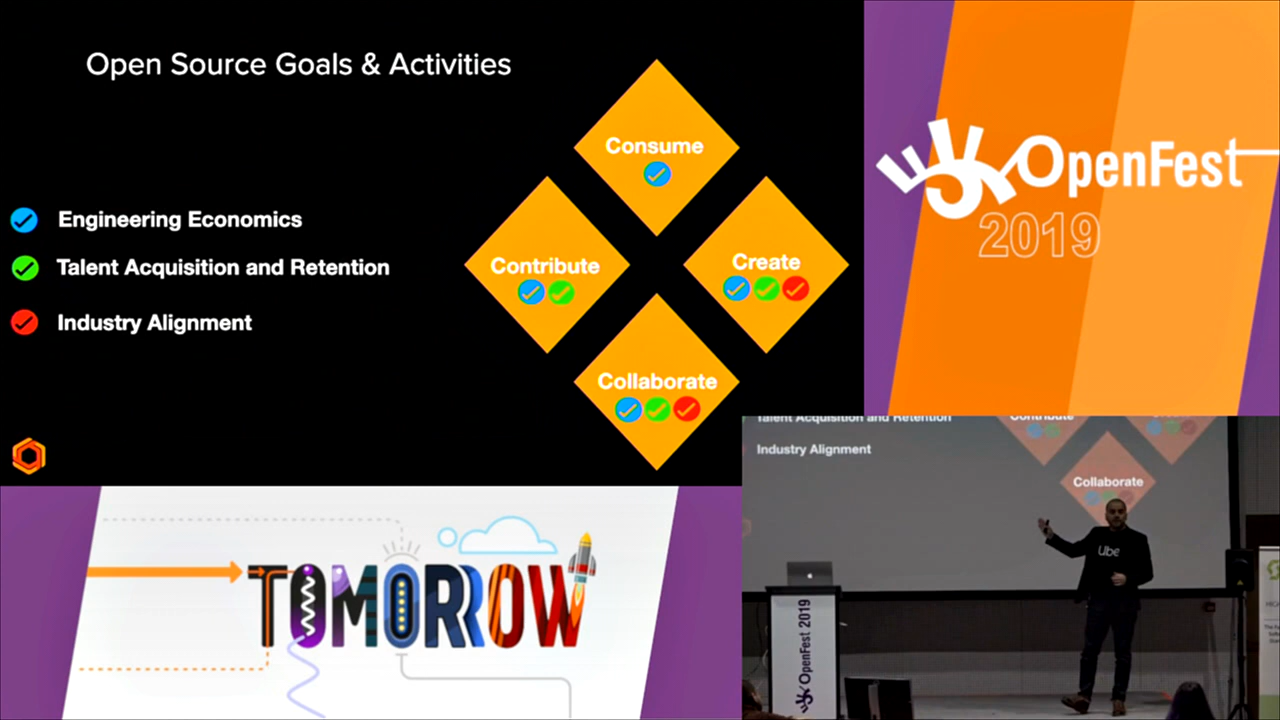 Open Source Goals & Activities
Consume
Contribute
Create
Collaborate
Engineering Economics
Talent Acquisition and Retention
Industry Alignment
OpenFest
2019
TOMORROW
Talent Acquisition and Retention
Contribute
Industry Alignment
Collaborate
Ube
OpenFest 2019